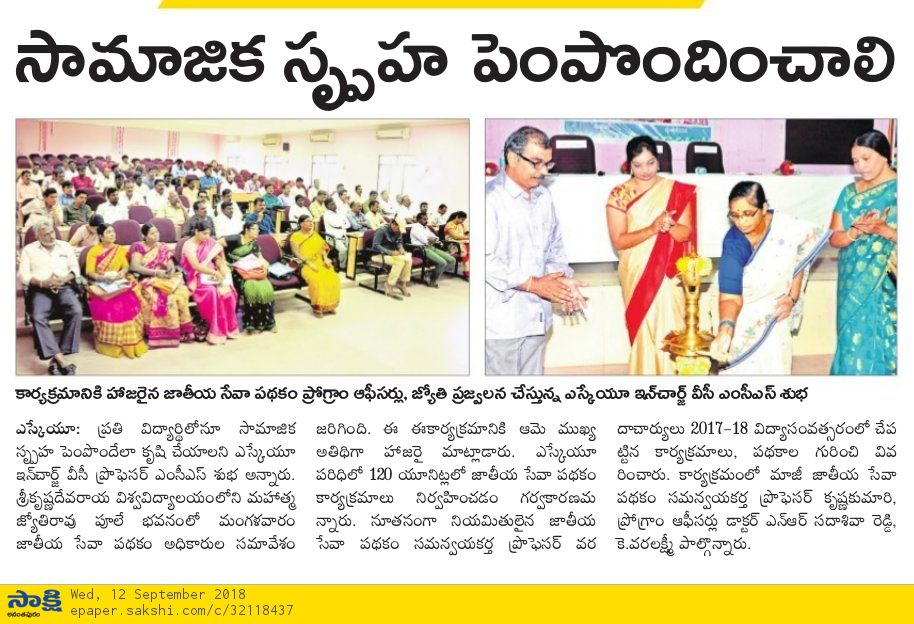 సామాజిక స్పృహ పెంపొందించాలి
కార్యక్రమానికి హాజరైన జాతీయ సేవా పథకం ప్రోగ్రాం ఆఫీసర్లు, జ్యోతి ప్రజ్వలన చేస్తున్న ఎస్కేయూ ఇన్‌చార్జ్ వీసీ ఎంసీఎస్ శుభ
ఎస్కేయూ: ప్రతి విద్యార్థిలోనూ సామాజిక
స్పృహ పెంపొందేలా కృషి చేయాలని ఎస్కేయూ
ఇన్‌చార్జ్ వీసీ ప్రొఫెసర్ ఎంసీఎస్ శుభ అన్నారు.
శ్రీకృష్ణదేవరాయ విశ్వవిద్యాలయంలోని మహాత్మ
జ్యోతిరావు పూలే భవనంలో మంగళవారం
జాతీయ సేవా పథకం అధికారుల సమావేశం
జరిగింది. ఈ ఈకార్యక్రమానికి ఆమె ముఖ్య
అతిథిగా హాజరై మాట్లాడారు. ఎస్కేయూ
పరిధిలో 120 యూనిట్లలో జాతీయ సేవా పథకం
కార్యక్రమాలు నిర్వహించడం గర్వకారణమ
న్నారు. నూతనంగా నియమితులైన జాతీయ
సేవా పథకం సమన్వయకర్త ప్రొఫెసర్ వర
దాచార్యులు 2017-18 విద్యాసంవత్సరంలో చేప
ట్టిన కార్యక్రమాలు, పథకాల గురించి వివ
రించారు. కార్యక్రమంలో మాజీ జాతీయ సేవా
పథకం సమన్వయకర్త ప్రొఫెసర్ కృష్ణకుమారి,
ప్రోగ్రాం ఆఫీసర్లు డాక్టర్ ఎన్ఆర్ సదాశివా రెడ్డి,
కె.వరలక్ష్మీ పాల్గొన్నారు.
సాక్షి
అనంతపురం
Wed, 12 September 2018
epaper.sakshi.com/c/32118437